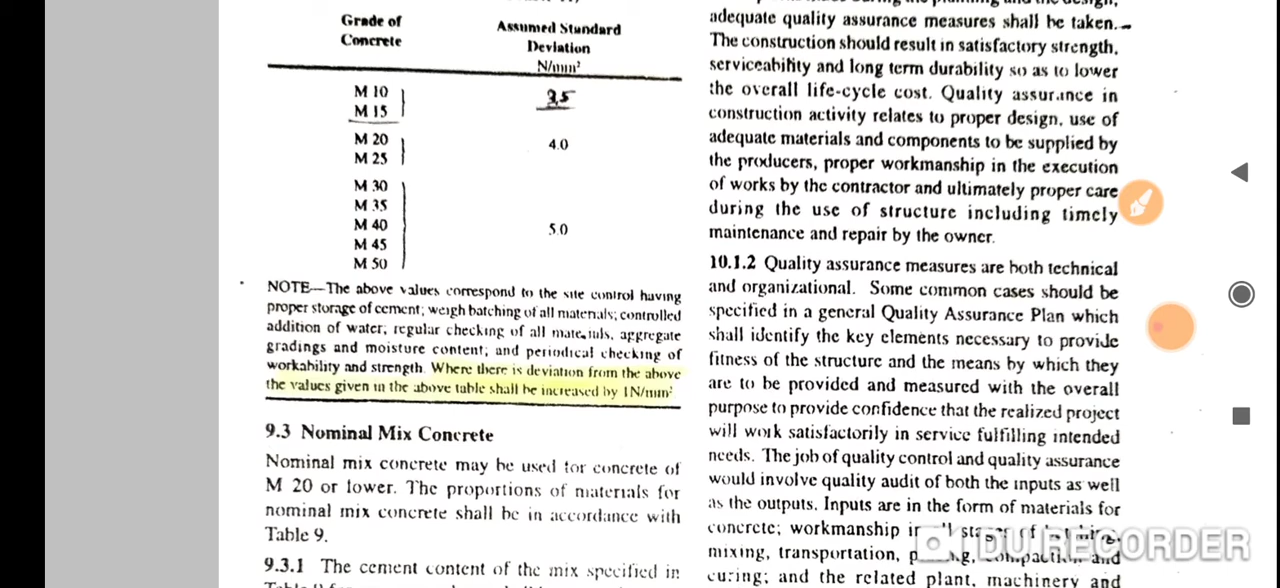 Grade of
Concrete
Assumed Standard
Deviation
N/mm²
M 10
M 15
3.5
M 20
M 25
4.0
M 30
M 35
M 40
M 45
M 50
5.0
NOTE—The above values correspond to the site control having
proper storage of cement; weigh batching of all materials; controlled
addition of water; regular checking of all materials, aggregate
gradings and moisture content; and periodical checking of
workability and strength. Where there is deviation from the above
the values given in the above table shall be increased by 1N/mm²
9.3 Nominal Mix Concrete
Nominal mix concrete may be used for concrete of
M 20 or lower. The proportions of materials for
nominal mix concrete shall be in accordance with
Table 9.
9.3.1 The cement content of the mix specified in
adequate quality assurance measures shall be taken.
The construction should result in satisfactory strength,
serviceability and long term durability so as to lower
the overall life-cycle cost. Quality assurance in
construction activity relates to proper design, use of
adequate materials and components to be supplied by
the producers, proper workmanship in the execution
of works by the contractor and ultimately proper care
during the use of structure including timely
maintenance and repair by the owner.
10.1.2 Quality assurance measures are both technical
and organizational. Some common cases should be
specified in a general Quality Assurance Plan which
shall identify the key elements necessary to provide
fitness of the structure and the means by which they
are to be provided and measured with the overall
purpose to provide confidence that the realized project
will work satisfactorily in service fulfilling intended
needs. The job of quality control and quality assurance
would involve quality audit of both the inputs as well
as the outputs. Inputs are in the form of materials for
concrete; workmanship in all stages of batching,
mixing, transportation, placing, compaction and
curing; and the related plant, machinery and
DU RECORDER